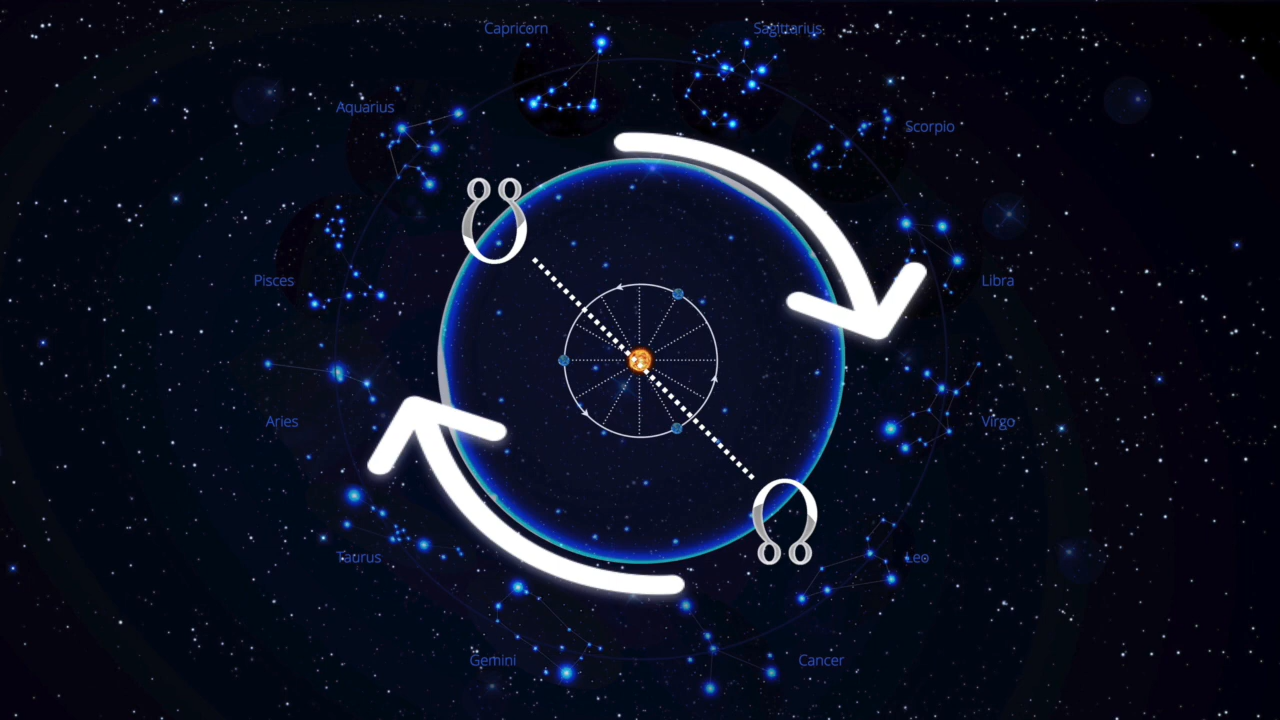 Capricorn
Sagittarius
Aquarius
Scorpio
Pisces
Libra
Aries
Virgo
Taurus
Leo
Gemini
Cancer